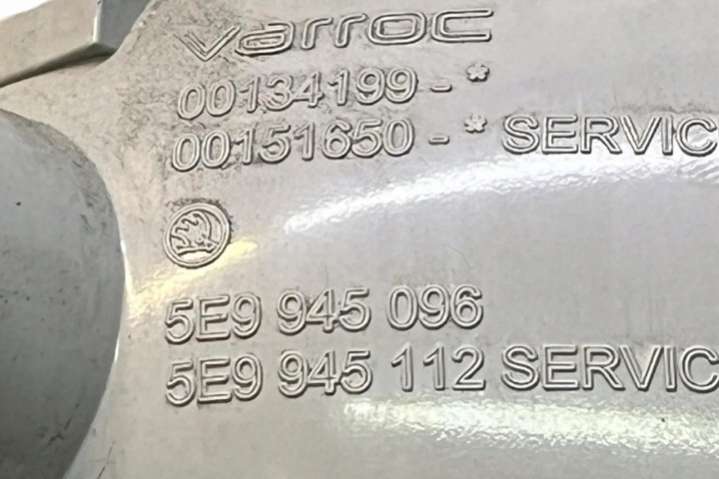 varroc
00134199-*
00151650-* SERVIC
5E9 945 096
5E9 945 112 SERVIC